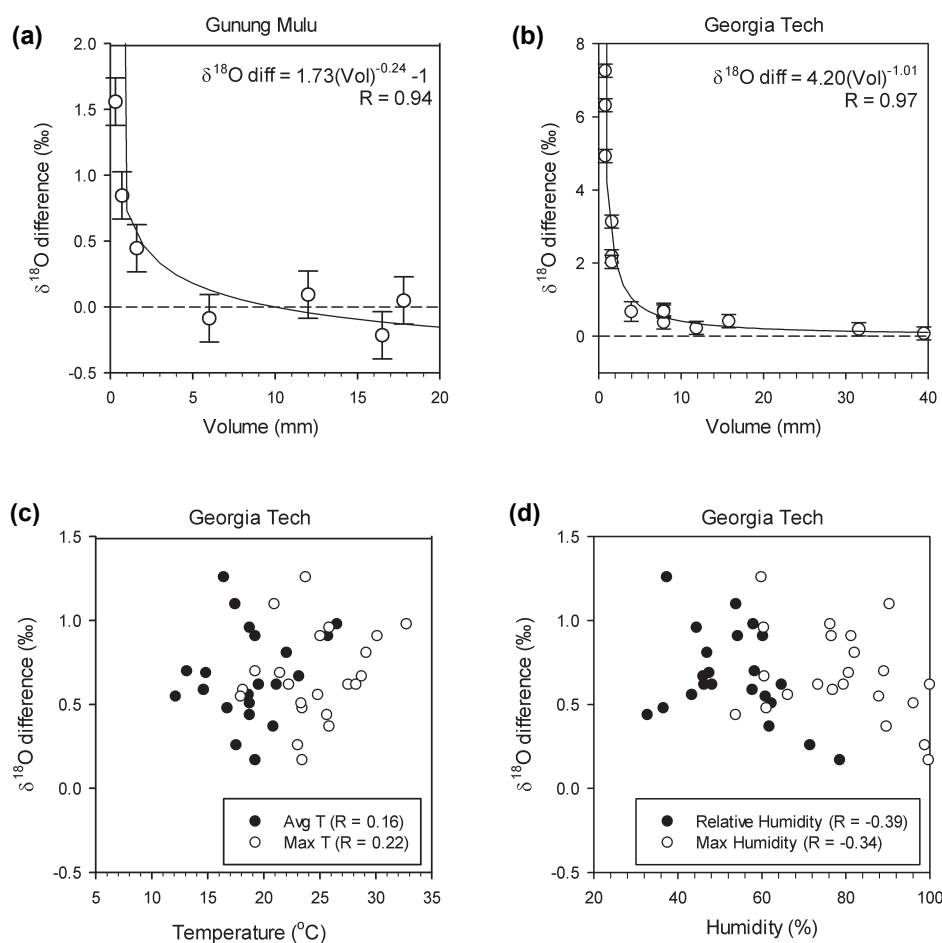 (a)
Gunung Mulu
δ¹⁸O diff = 1.73(Vol)⁻⁰·²⁴ -1
R = 0.94
δ¹⁸O difference (‰)
2.0
1.5
1.0
0.5
0.0
-0.5
0 5 10 15 20
Volume (mm)
(b)
Georgia Tech
δ¹⁸O diff = 4.20(Vol)⁻¹·⁰¹
R = 0.97
δ¹⁸O difference (‰)
8
6
4
2
0
0 10 20 30 40
Volume (mm)
(c)
Georgia Tech
δ¹⁸O difference (‰)
1.5
1.0
0.5
0.0
0.5
Avg T (R = 0.16)
Max T (R = 0.22)
5 10 15 20 25 30 35
Temperature (°C)
(d)
Georgia Tech
δ¹⁸O difference (‰)
1.5
1.0
0.5
0.0
0.5
Relative Humidity (R = -0.39)
Max Humidity (R = -0.34)
20 40 60 80 100
Humidity (%)